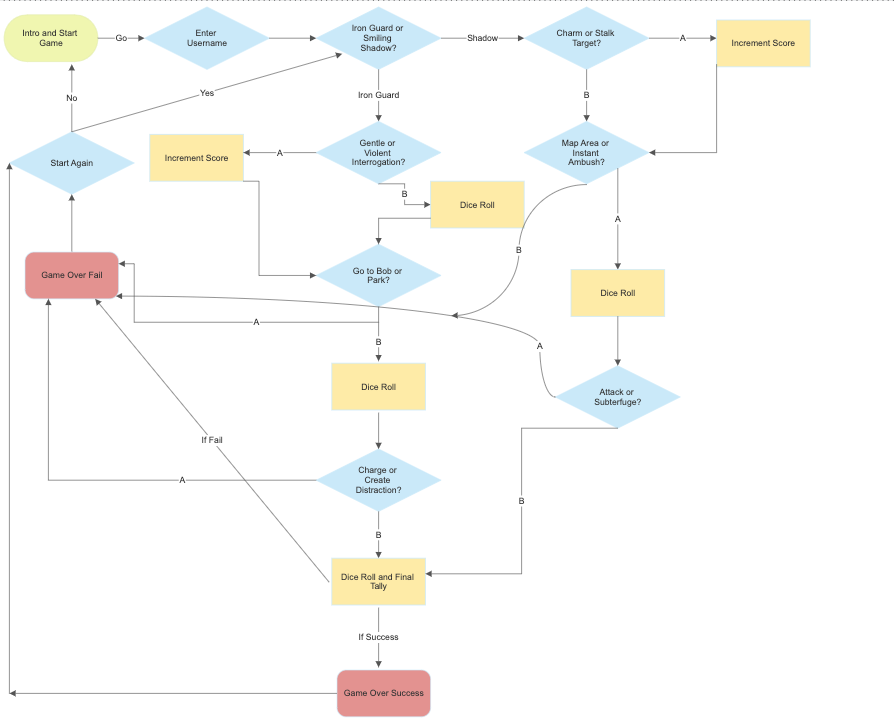 Intro and Start
Game
Go
Enter
Username
Iron Guard or
Smiling
Shadow?
Shadow
Charm or Stalk
Target?
A
Increment Score
No
Yes
Iron Guard
B
Start Again
Increment Score
A
Gentle or
Violent
Interrogation?
Map Area or
Instant
Ambush?
B
Dice Roll
A
B
Game Over Fail
Go to Bob or
Park?
Dice Roll
A
B
A
Dice Roll
Attack or
Subterfuge?
If Fail
A
Charge or
Create
Distraction?
B
B
Dice Roll and Final
Tally
If Success
Game Over Success